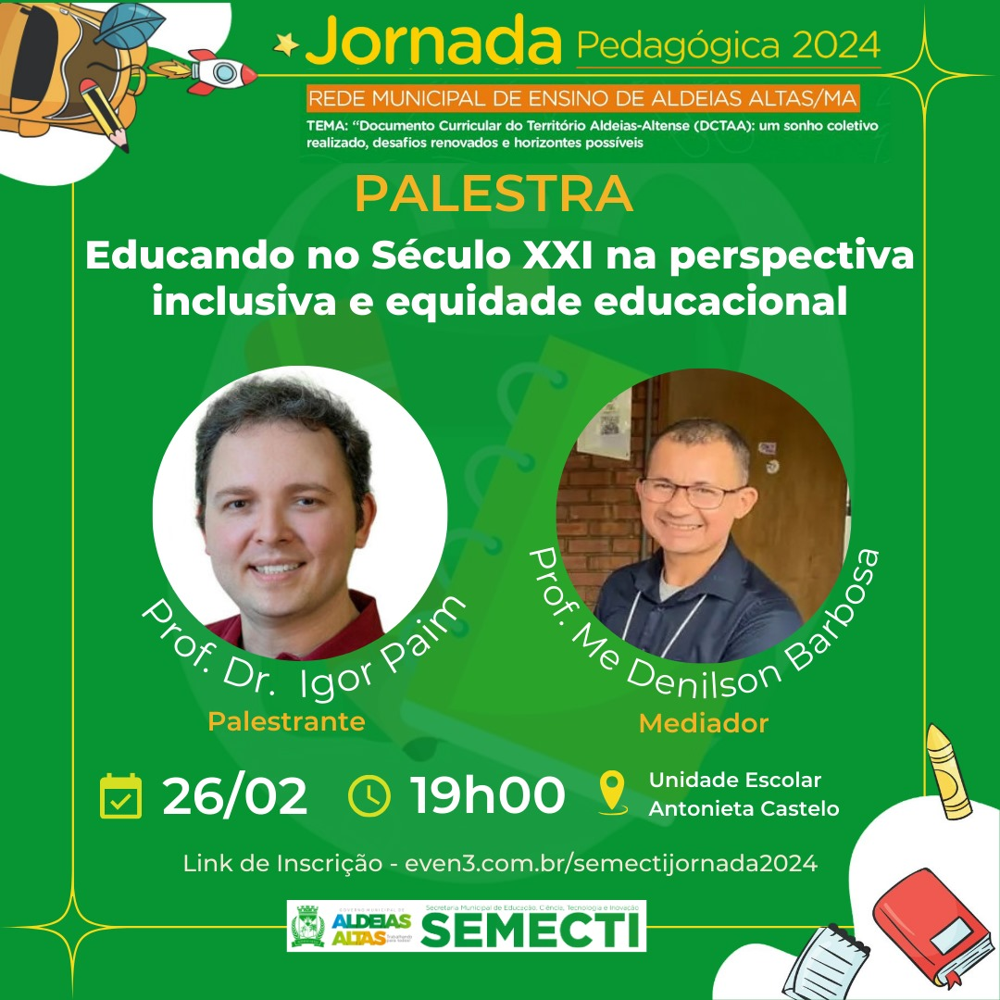 Jornada Pedagógica 2024
REDE MUNICIPAL DE ENSINO DE ALDEIAS ALTAS/MA
TEMA: “Documento Curricular do Território Aldeias-Altense (DCTAA): um sonho coletivo
realizado, desafios renovados e horizontes possíveis
PALESTRA
Educando no Século XXI na perspectiva
inclusiva e equidade educacional
Prof. Dr. Igor Paim
Palestrante
Prof. Me Denilson Barbosa
Mediador
26/02
19h00
Unidade Escolar
Antonieta Castelo
Link de Inscrição - even3.com.br/semectijornada2024
GOVERNO MUNICIPAL DE
ALDEIAS
ALTAS
Secretaria Municipal de Educação, Ciência, Tecnologia e Inovação
SEMECTI